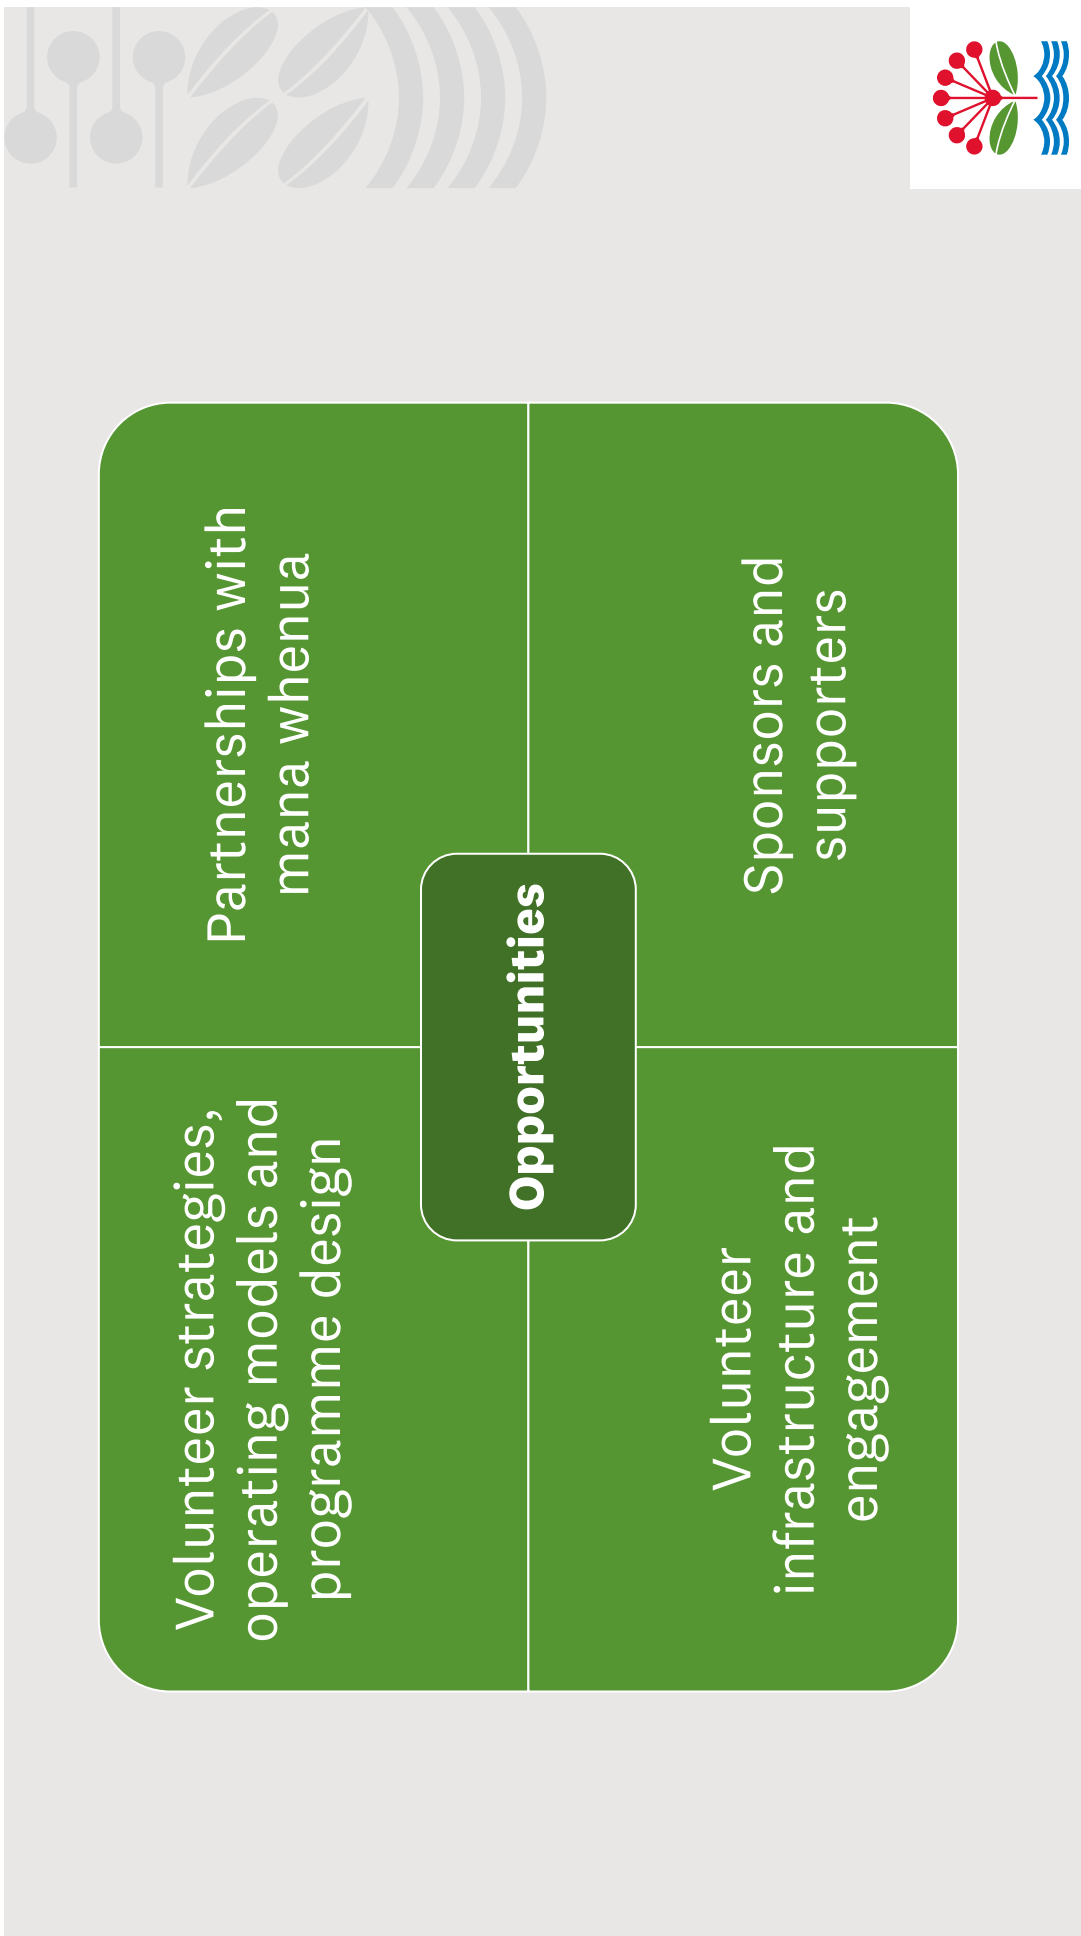 Volunteer strategies,
operating models and
programme design
Partnerships with
mana whenua
Opportunities
Volunteer
infrastructure and
engagement
Sponsors and
supporters